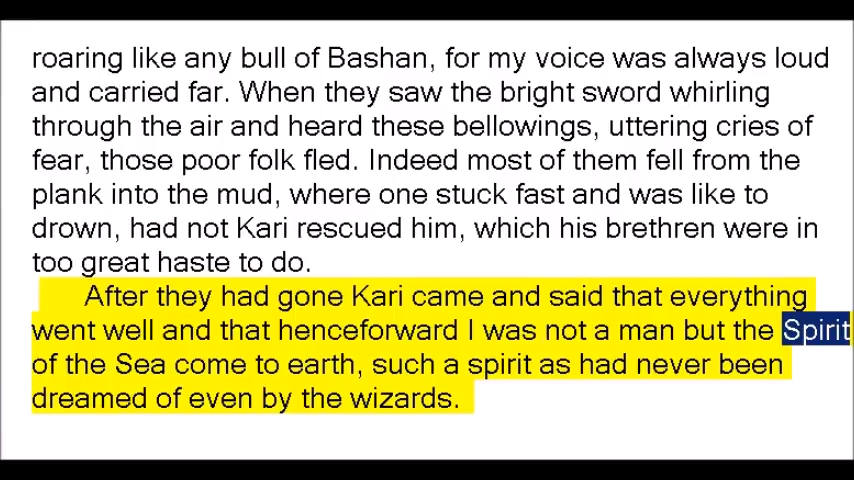 roaring like any bull of Bashan, for my voice was always loud
and carried far. When they saw the bright sword whirling
through the air and heard these bellowings, uttering cries of
fear, those poor folk fled. Indeed most of them fell from the
plank into the mud, where one stuck fast and was like to
drown, had not Kari rescued him, which his brethren were in
too great haste to do.
After they had gone Kari came and said that everything
went well and that henceforward I was not a man but the Spirit
of the Sea come to earth, such a spirit as had never been
dreamed of even by the wizards.